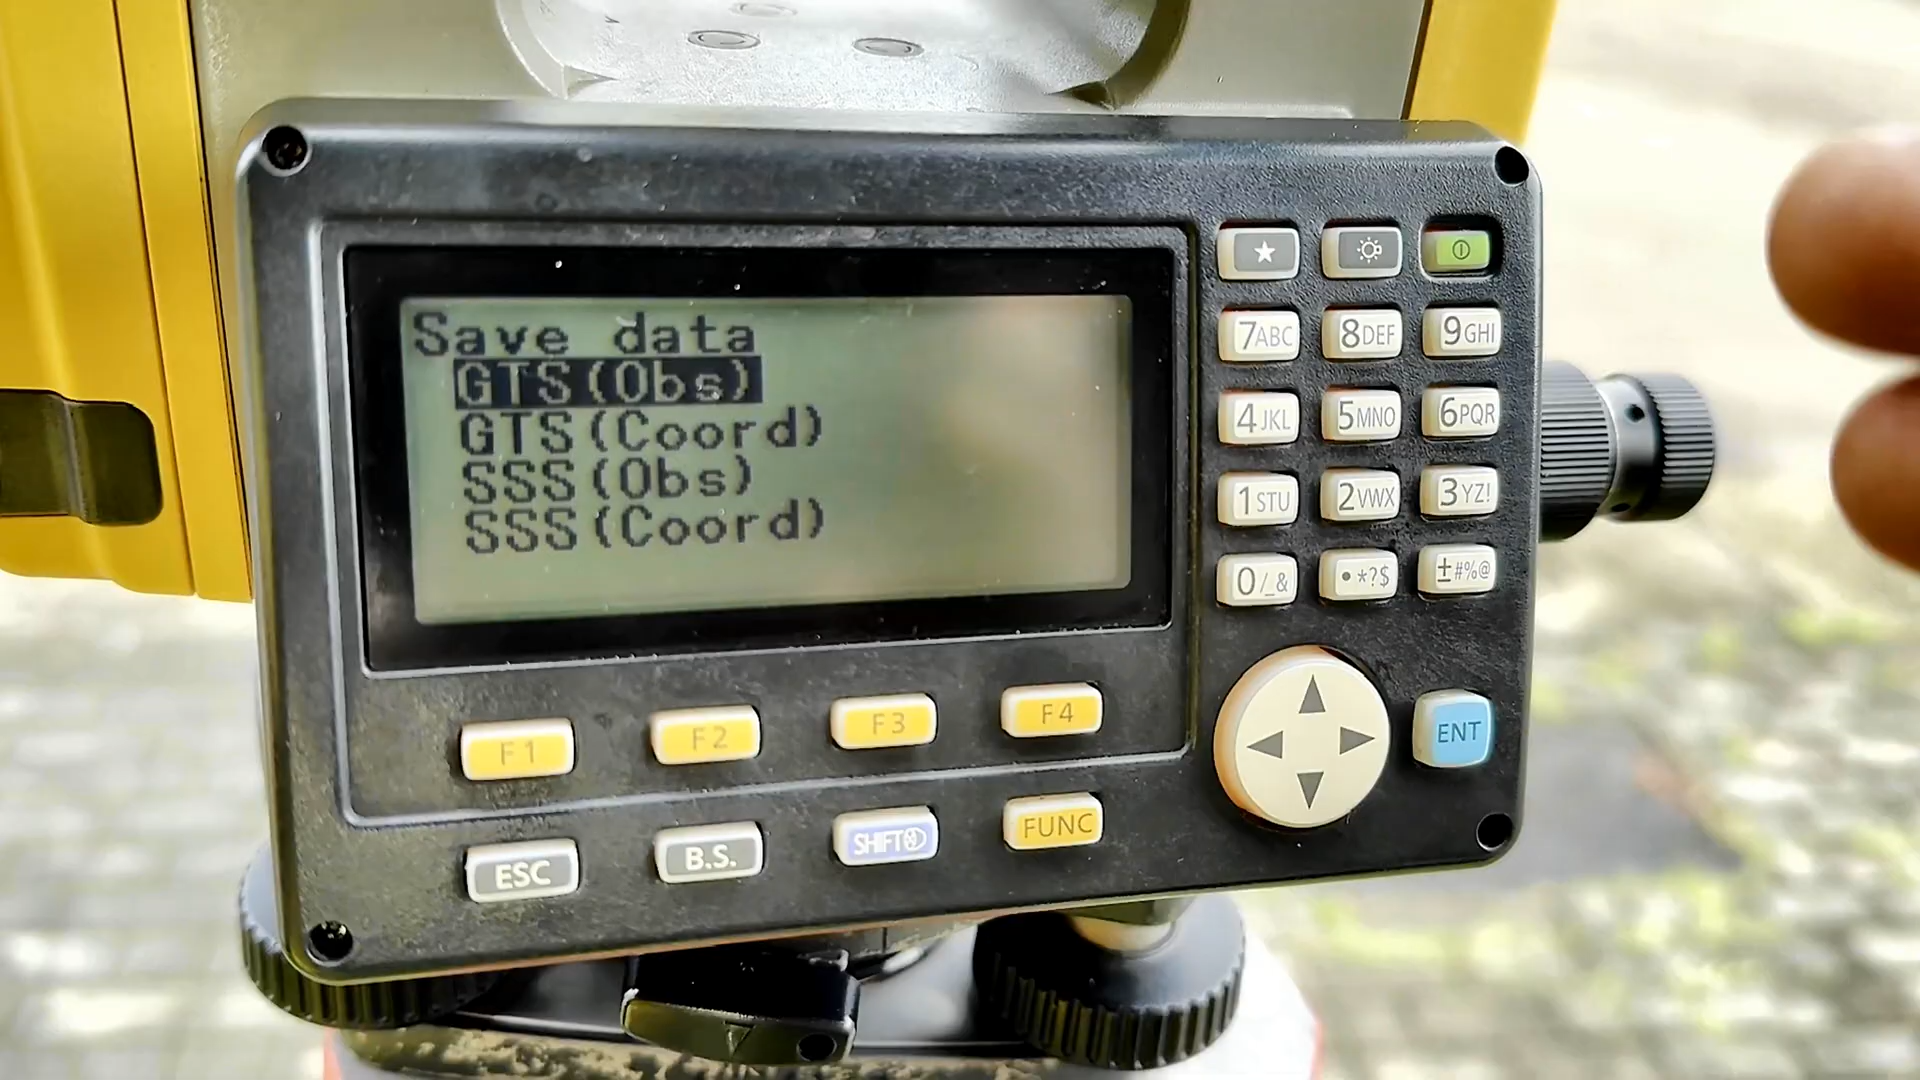 Save data
GTS(Obs)
GTS(Coord)
SSS(Obs)
SSS(Coord)
7ABC 8DEF 9GHI
4JKL 5MNO 6PQR
1STU 2VWX 3YZ!
0/_& •*?$ ±#%@
F1 F2 F3 F4
ENT
ESC B.S. SHIFT FUNC